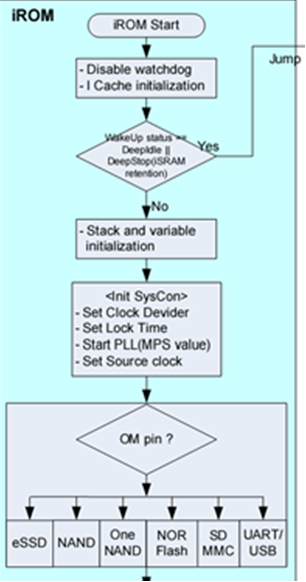 iROM
iROM Start
- Disable watchdog
- I Cache initialization
Jump
WakeUp status ==
DeepIdle ||
DeepStop(iSRAM
retention)
Yes
No
- Stack and variable
initialization
<Init SysCon>
- Set Clock Devider
- Set Lock Time
- Start PLL(MPS value)
- Set Source clock
OM pin ?
eSSD
NAND
One
NAND
NOR
Flash
SD
MMC
UART/
USB